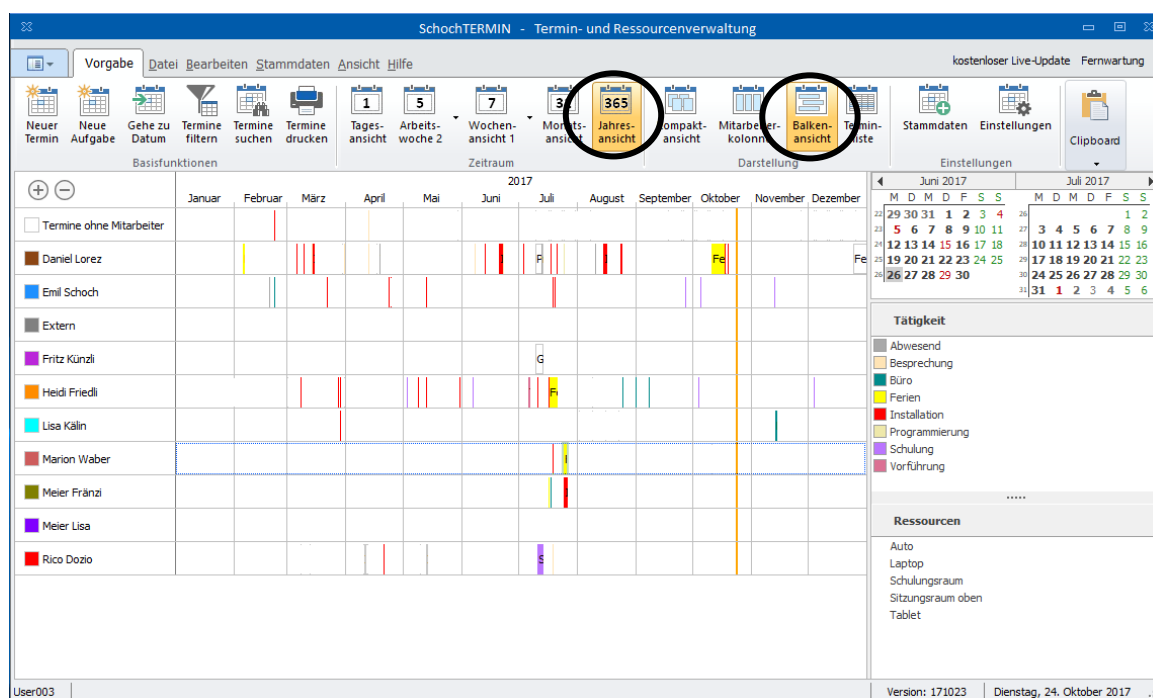 SchochTERMIN - Termin- und Ressourcenverwaltung
Vorgabe Datei Bearbeiten Stammdaten Ansicht Hilfe kostenloser Live-Update Fernwartung
Neuer Termin
Neue Aufgabe
Gehe zu Datum
Termine filtern
Termine suchen
Termine drucken
1 Tages-ansicht
5 Arbeits-woche 2
7 Wochen-ansicht 1
31 Monats-ansicht
365 Jahres-ansicht
Kompakt-ansicht
Mitarbeiter-kolonnen
Balken-ansicht
Termin-liste
Stammdaten
Einstellungen
Clipboard
Basisfunktionen Zeitraum Darstellung Einstellungen
2017
Januar Februar März April Mai Juni Juli August September Oktober November Dezember
Termine ohne Mitarbeiter
Daniel Lorez P Fe Fe
Emil Schoch
Extern
Fritz Künzli G
Heidi Friedli Fe
Lisa Kälin
Marion Waber
Meier Fränzi
Meier Lisa
Rico Dozio S
Juni 2017
M D M D F S S
22 29 30 31 1 2 3 4
23 5 6 7 8 9 10 11
24 12 13 14 15 16 17 18
25 19 20 21 22 23 24 25
26 26 27 28 29 30
Juli 2017
M D M D F S S
26 1 2
27 3 4 5 6 7 8 9
28 10 11 12 13 14 15 16
29 17 18 19 20 21 22 23
30 24 25 26 27 28 29 30
31 31 1 2 3 4 5 6
Tätigkeit
Abwesend
Besprechung
Büro
Ferien
Installation
Programmierung
Schulung
Vorführung
Ressourcen
Auto
Laptop
Schulungsraum
Sitzungsraum oben
Tablet
User003 Version: 171023 Dienstag, 24. Oktober 2017